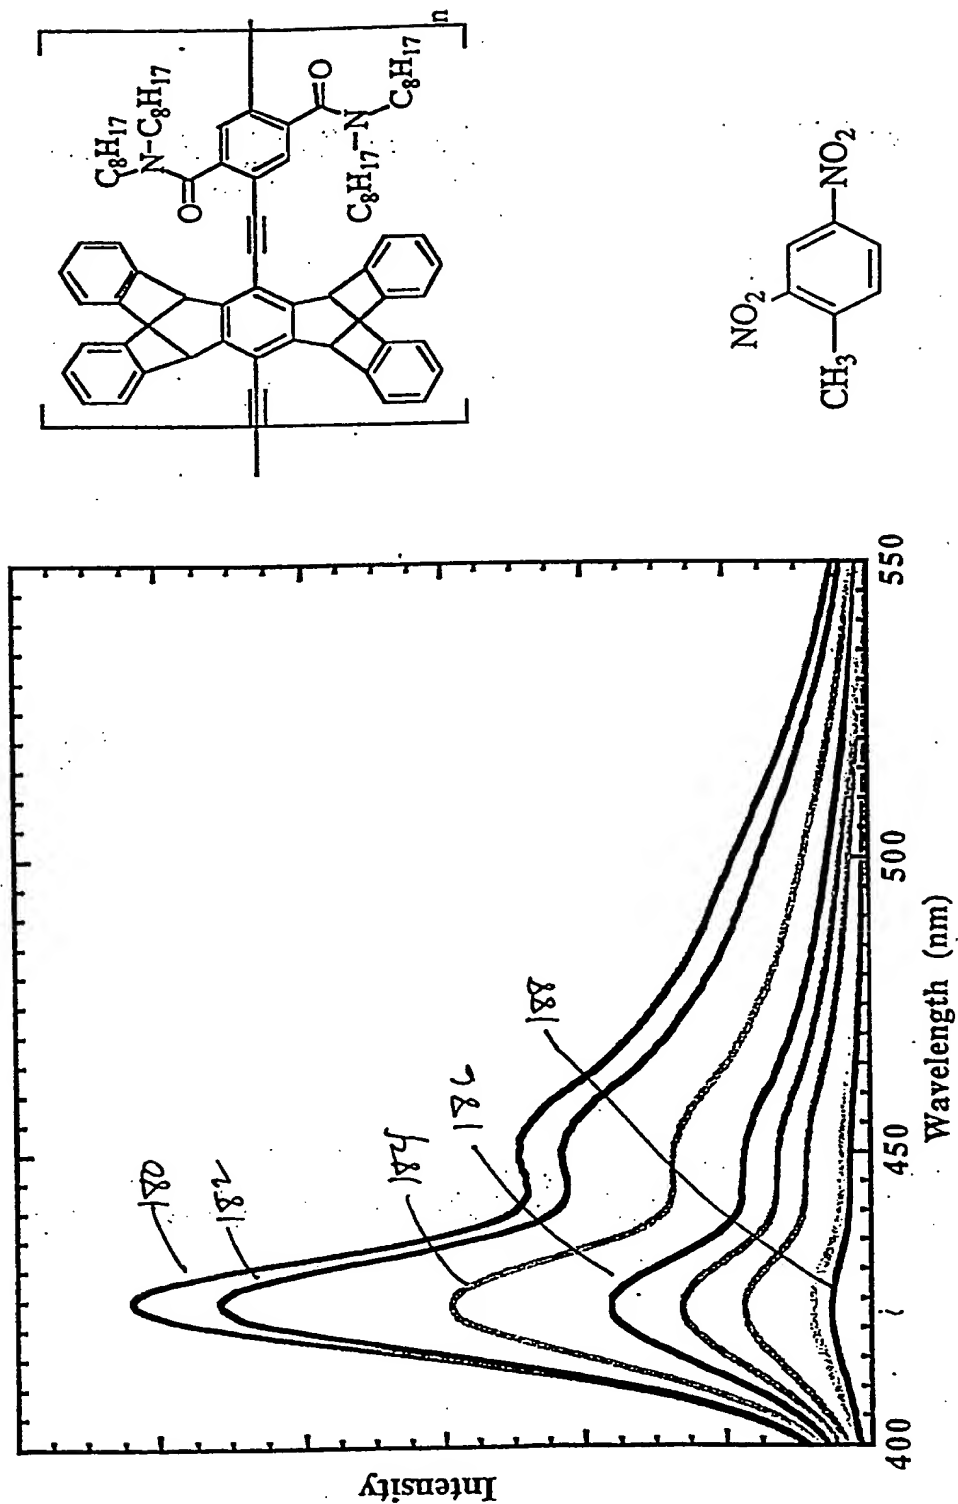 Intensity
400 450 500 550
Wavelength (nm)
180
182
184
186
188
C₈H₁₇
N-C₈H₁₇
O
O
N
C₈H₁₇-N
C₈H₁₇
n
CH₃
NO₂
NO₂